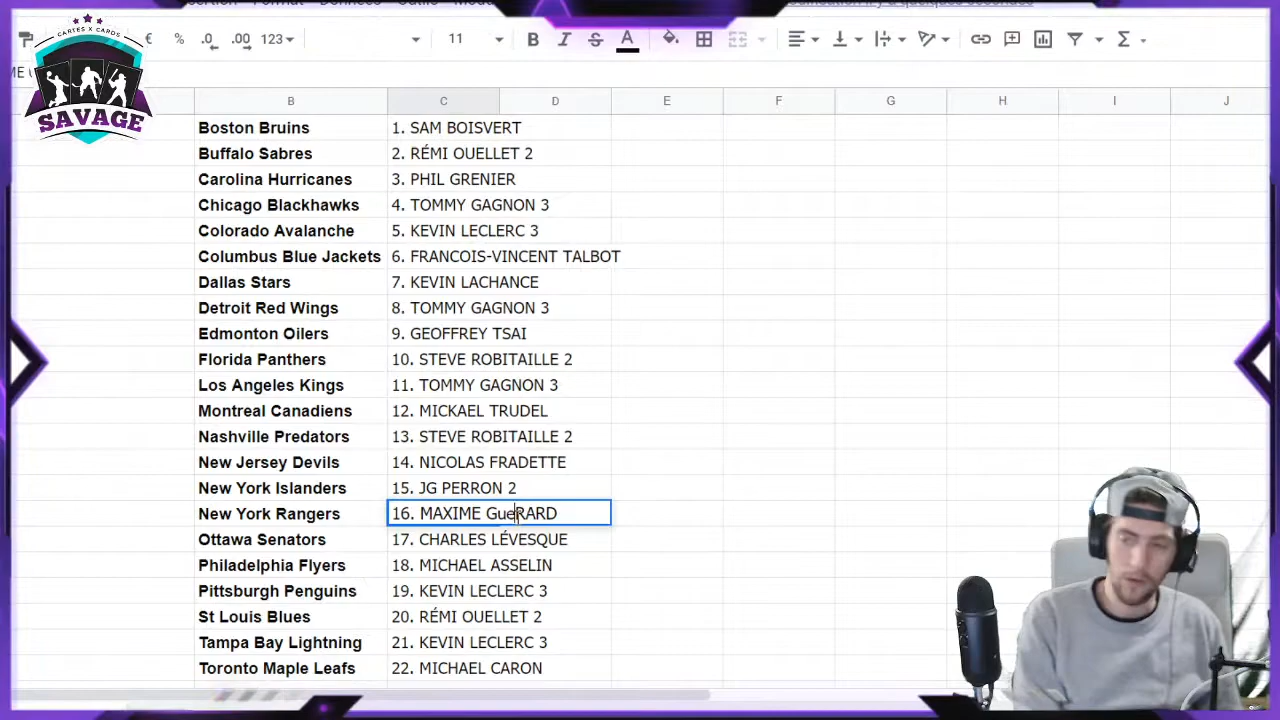 CARTES X CARDS
SAVAGE
€ % .0 .00 123 11 B I S A Σ
B C D E F G H I J
Boston Bruins 1. SAM BOISVERT
Buffalo Sabres 2. RÉMI OUELLET 2
Carolina Hurricanes 3. PHIL GRENIER
Chicago Blackhawks 4. TOMMY GAGNON 3
Colorado Avalanche 5. KEVIN LECLERC 3
Columbus Blue Jackets 6. FRANCOIS-VINCENT TALBOT
Dallas Stars 7. KEVIN LACHANCE
Detroit Red Wings 8. TOMMY GAGNON 3
Edmonton Oilers 9. GEOFFREY TSAI
Florida Panthers 10. STEVE ROBITAILLE 2
Los Angeles Kings 11. TOMMY GAGNON 3
Montreal Canadiens 12. MICKAEL TRUDEL
Nashville Predators 13. STEVE ROBITAILLE 2
New Jersey Devils 14. NICOLAS FRADETTE
New York Islanders 15. JG PERRON 2
New York Rangers 16. MAXIME GueRARD
Ottawa Senators 17. CHARLES LÉVESQUE
Philadelphia Flyers 18. MICHAEL ASSELIN
Pittsburgh Penguins 19. KEVIN LECLERC 3
St Louis Blues 20. RÉMI OUELLET 2
Tampa Bay Lightning 21. KEVIN LECLERC 3
Toronto Maple Leafs 22. MICHAEL CARON